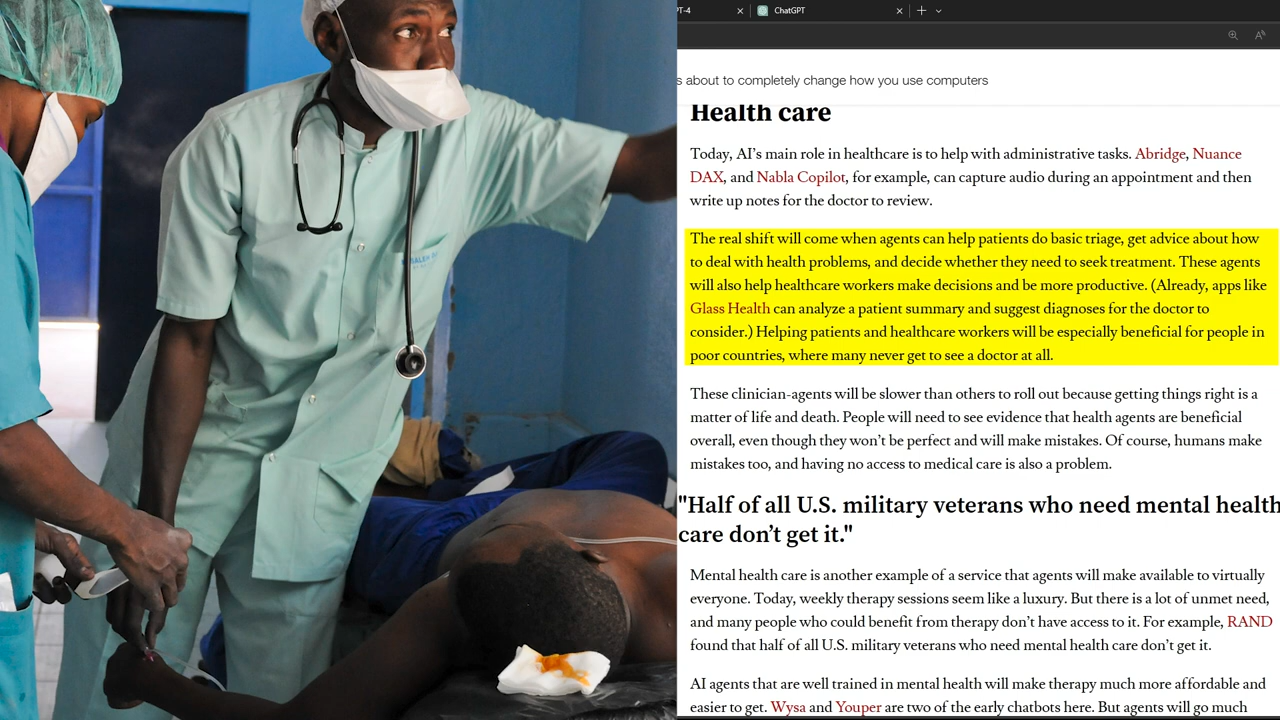 T-4
ChatGPT
s about to completely change how you use computers
Health care
Today, AI's main role in healthcare is to help with administrative tasks. Abridge, Nuance
DAX, and Nabla Copilot, for example, can capture audio during an appointment and then
write up notes for the doctor to review.
The real shift will come when agents can help patients do basic triage, get advice about how
to deal with health problems, and decide whether they need to seek treatment. These agents
will also help healthcare workers make decisions and be more productive. (Already, apps like
Glass Health can analyze a patient summary and suggest diagnoses for the doctor to
consider.) Helping patients and healthcare workers will be especially beneficial for people in
poor countries, where many never get to see a doctor at all.
These clinician-agents will be slower than others to roll out because getting things right is a
matter of life and death. People will need to see evidence that health agents are beneficial
overall, even though they won't be perfect and will make mistakes. Of course, humans make
mistakes too, and having no access to medical care is also a problem.
"Half of all U.S. military veterans who need mental health
care don't get it."
Mental health care is another example of a service that agents will make available to virtually
everyone. Today, weekly therapy sessions seem like a luxury. But there is a lot of unmet need,
and many people who could benefit from therapy don't have access to it. For example, RAND
found that half of all U.S. military veterans who need mental health care don't get it.
AI agents that are well trained in mental health will make therapy much more affordable and
easier to get. Wysa and Youper are two of the early chatbots here. But agents will go much